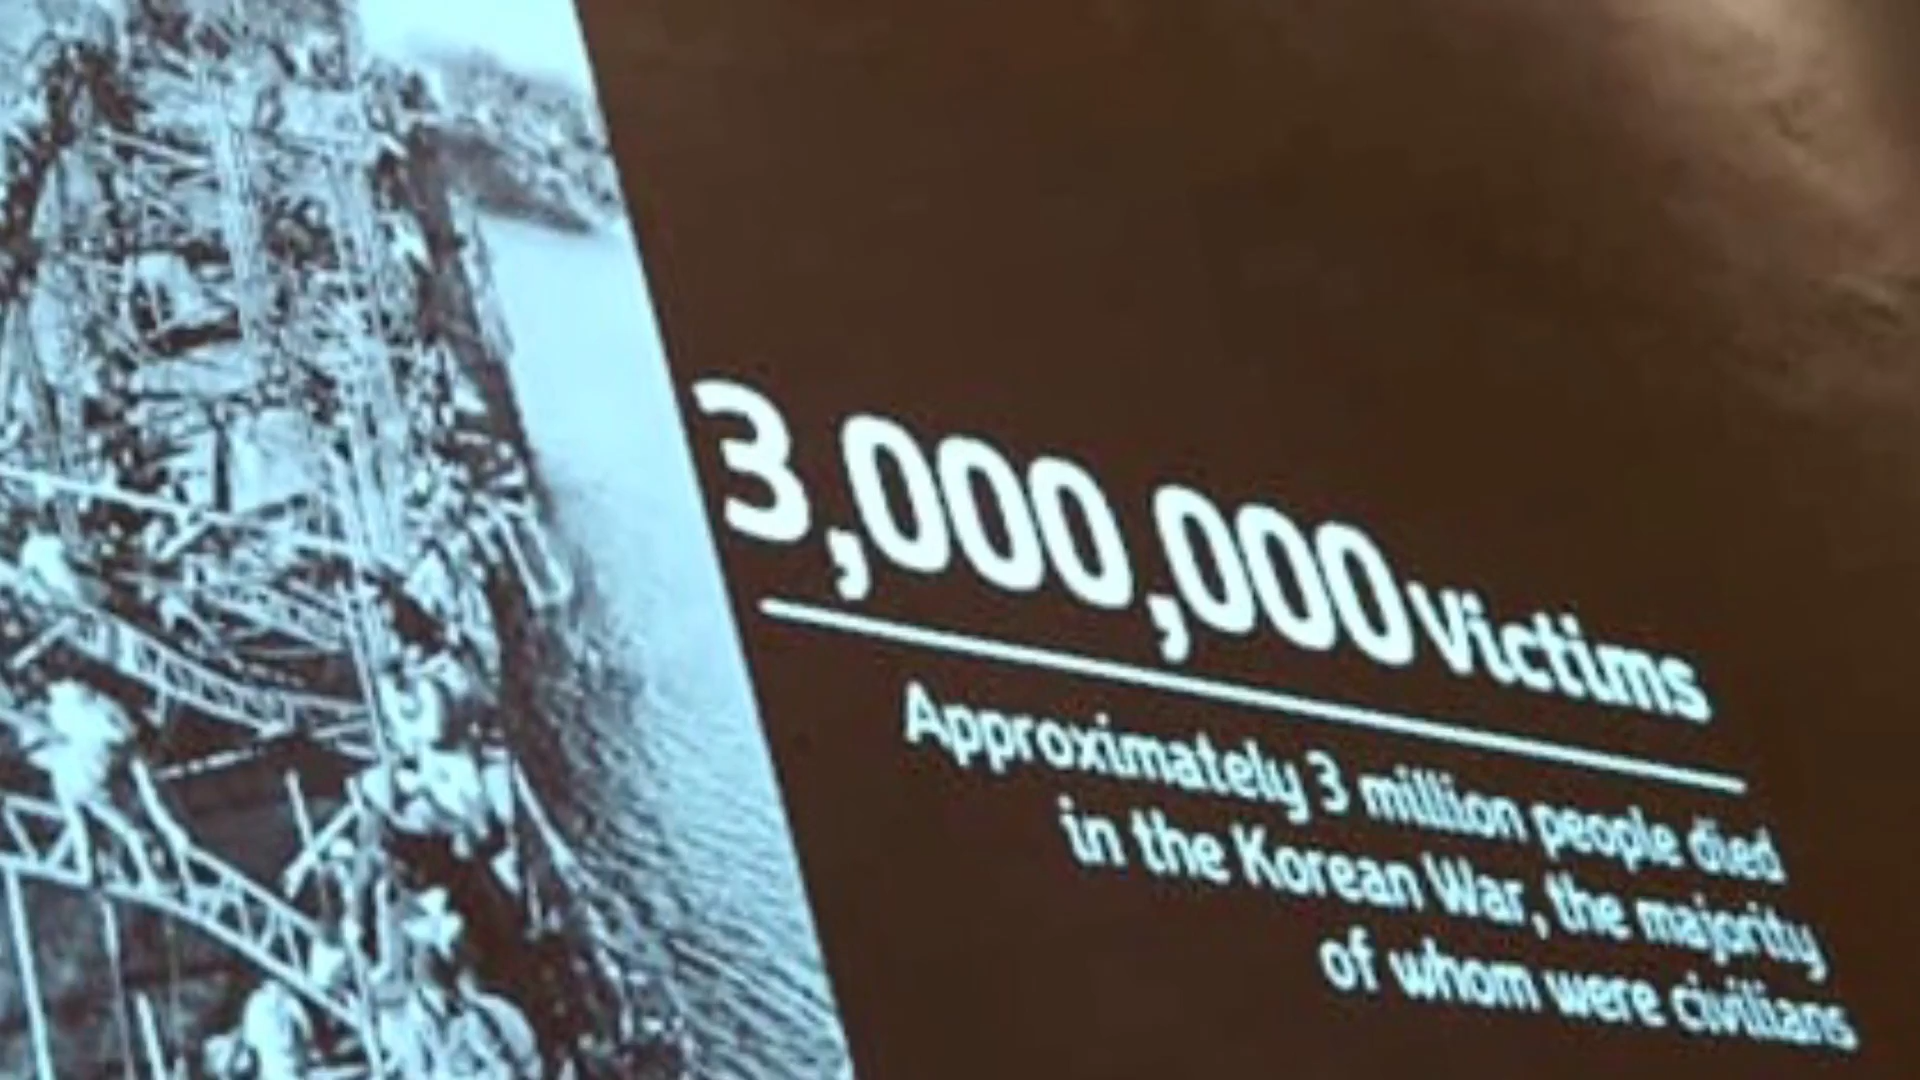 3,000,000 Victims
Approximately 3 million people died
in the Korean War, the majority
of whom were civilians